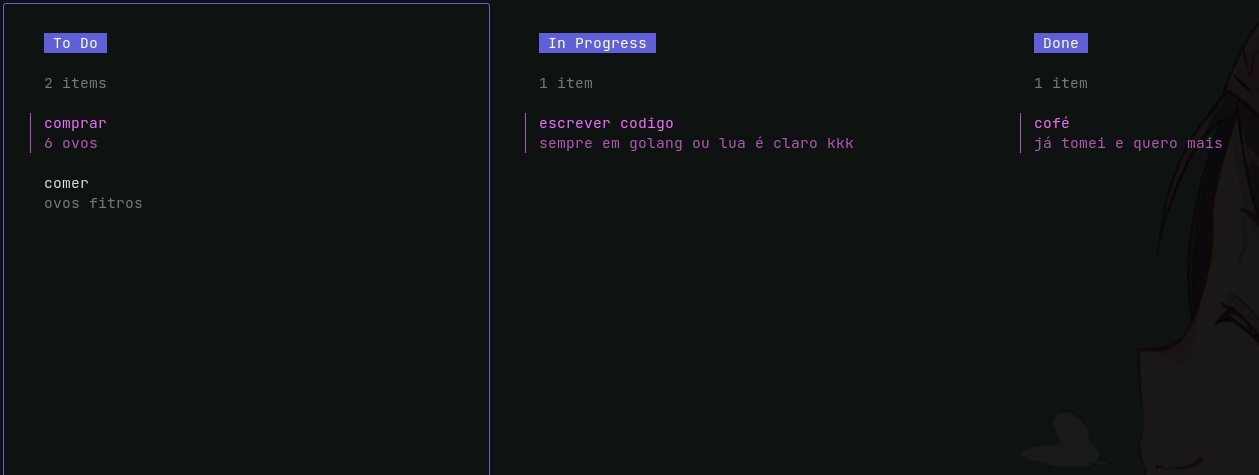 To Do
2 items
comprar
6 ovos
comer
ovos fitros
In Progress
1 item
escrever codigo
sempre em golang ou lua é claro kkk
Done
1 item
café
já tomei e quero mais